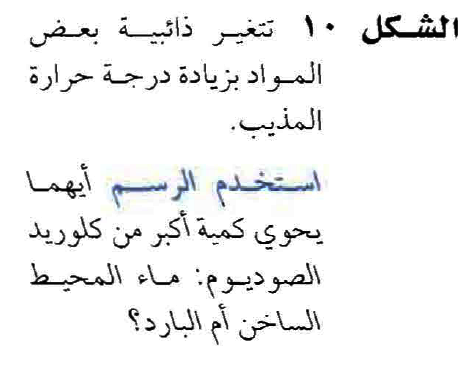 الشكل ١٠ تتغير ذائبية بعض
المواد بزيادة درجة حرارة
المذيب.
استخدم الرسم أيهما
يحوي كمية أكبر من كلوريد
الصوديوم: ماء المحيط
الساخن أم البارد؟